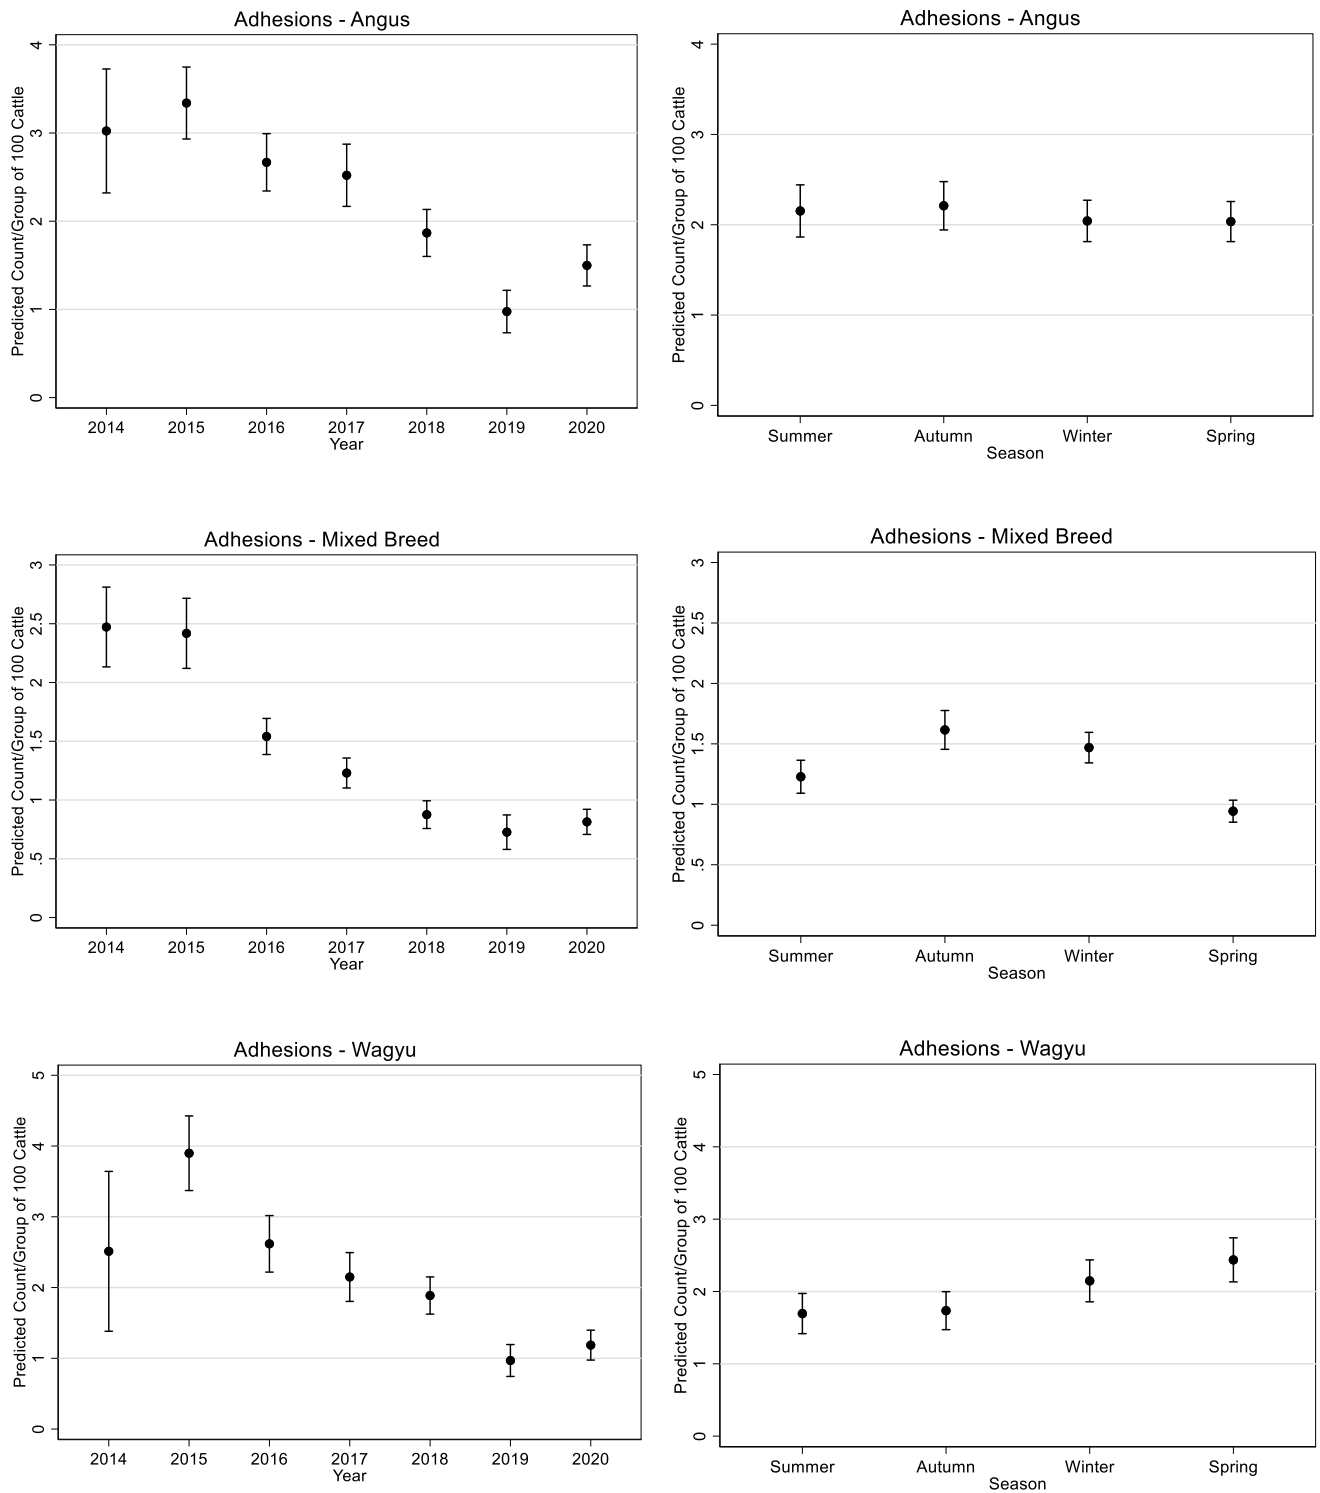 Adhesions - Angus
Predicted Count/Group of 100 Cattle
4
3
2
1
0
2014 2015 2016 2017 2018 2019 2020
Year
Adhesions - Angus
Predicted Count/Group of 100 Cattle
4
3
2
1
0
Summer Autumn Winter Spring
Season
Adhesions - Mixed Breed
Predicted Count/Group of 100 Cattle
3
2.5
2
1.5
1
.5
0
2014 2015 2016 2017 2018 2019 2020
Year
Adhesions - Mixed Breed
Predicted Count/Group of 100 Cattle
3
2.5
2
1.5
1
.5
0
Summer Autumn Winter Spring
Season
Adhesions - Wagyu
Predicted Count/Group of 100 Cattle
5
4
3
2
1
0
2014 2015 2016 2017 2018 2019 2020
Year
Adhesions - Wagyu
Predicted Count/Group of 100 Cattle
5
4
3
2
1
0
Summer Autumn Winter Spring
Season